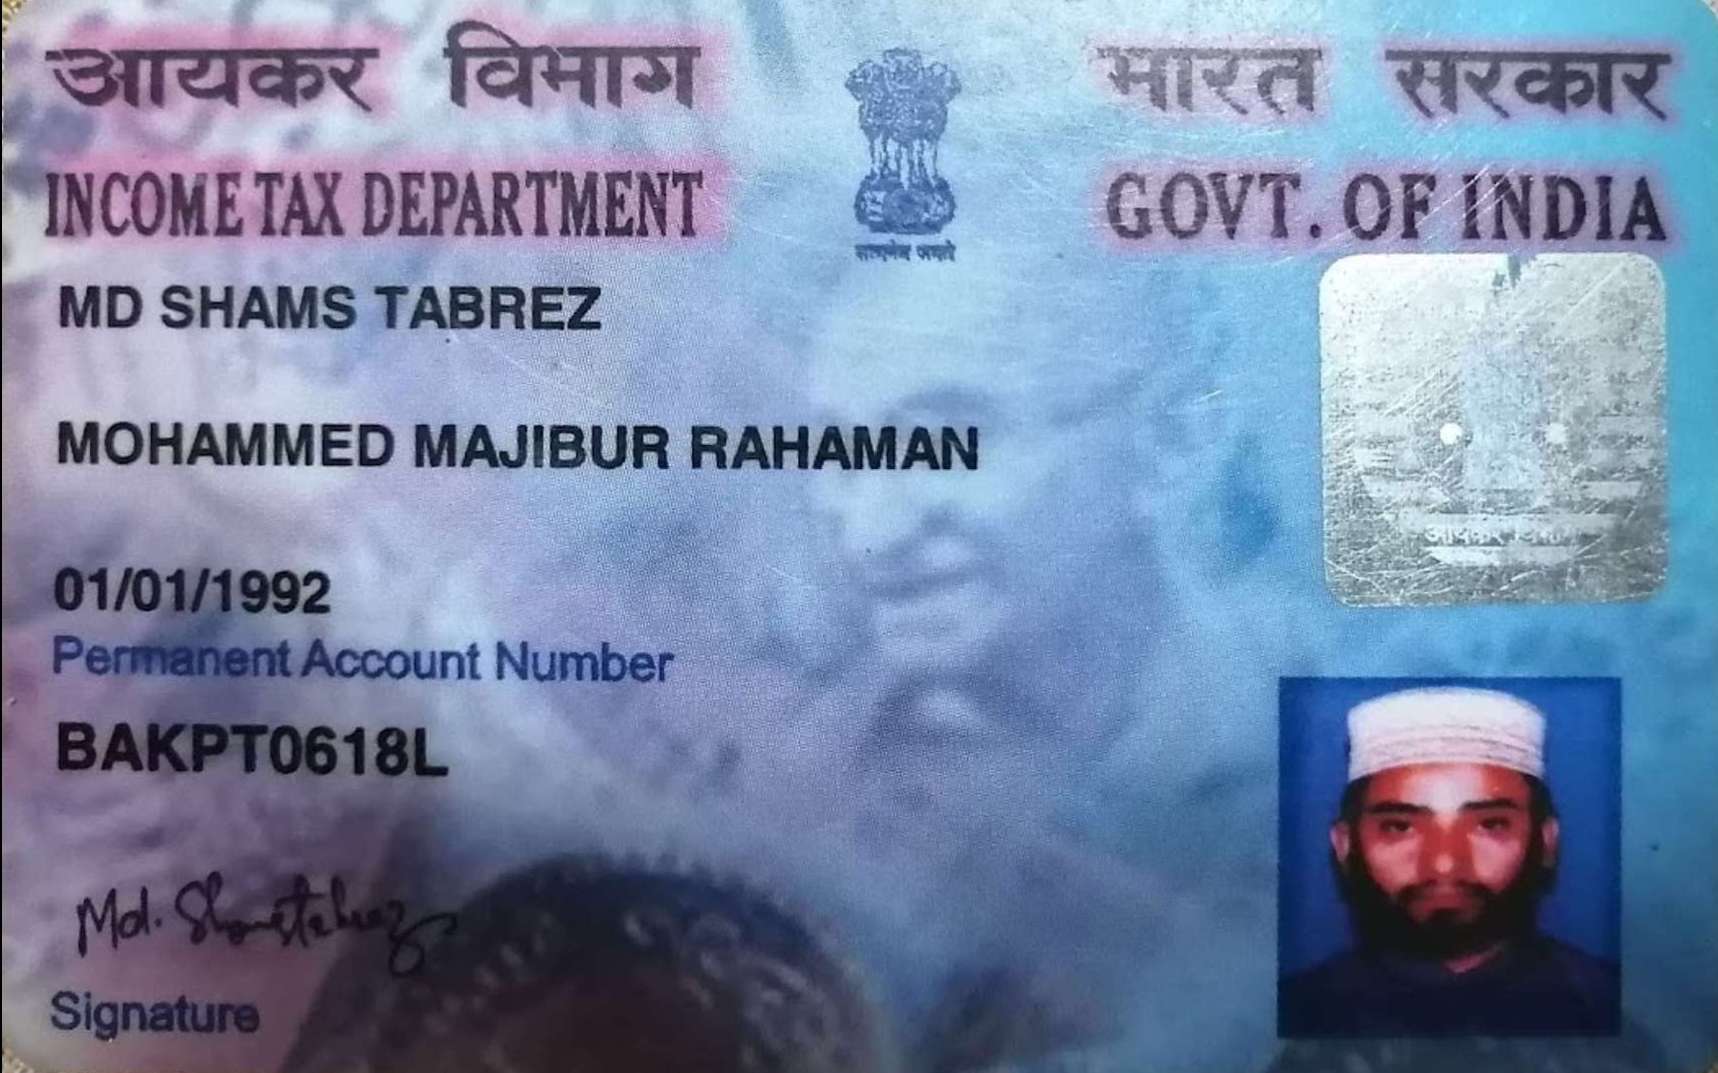 आयकर विभाग
भारत सरकार
INCOME TAX DEPARTMENT
GOVT. OF INDIA
सत्यमेव जयते
MD SHAMS TABREZ
MOHAMMED MAJIBUR RAHAMAN
आयकर विभाग
01/01/1992
Permanent Account Number
BAKPT0618L
Md. Shamstabrez
Signature